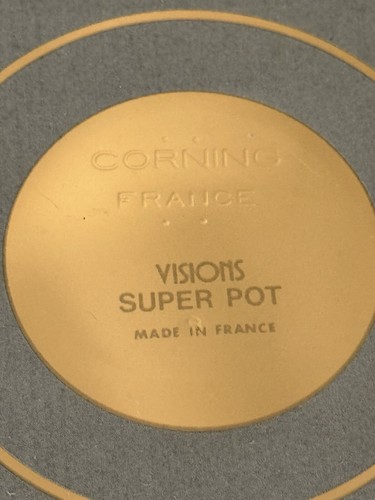 CORNING
FRANCE
VISIONS
SUPER POT
MADE IN FRANCE